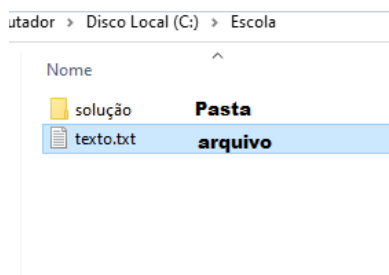 utador > Disco Local (C:) > Escola
Nome
solução Pasta
texto.txt arquivo